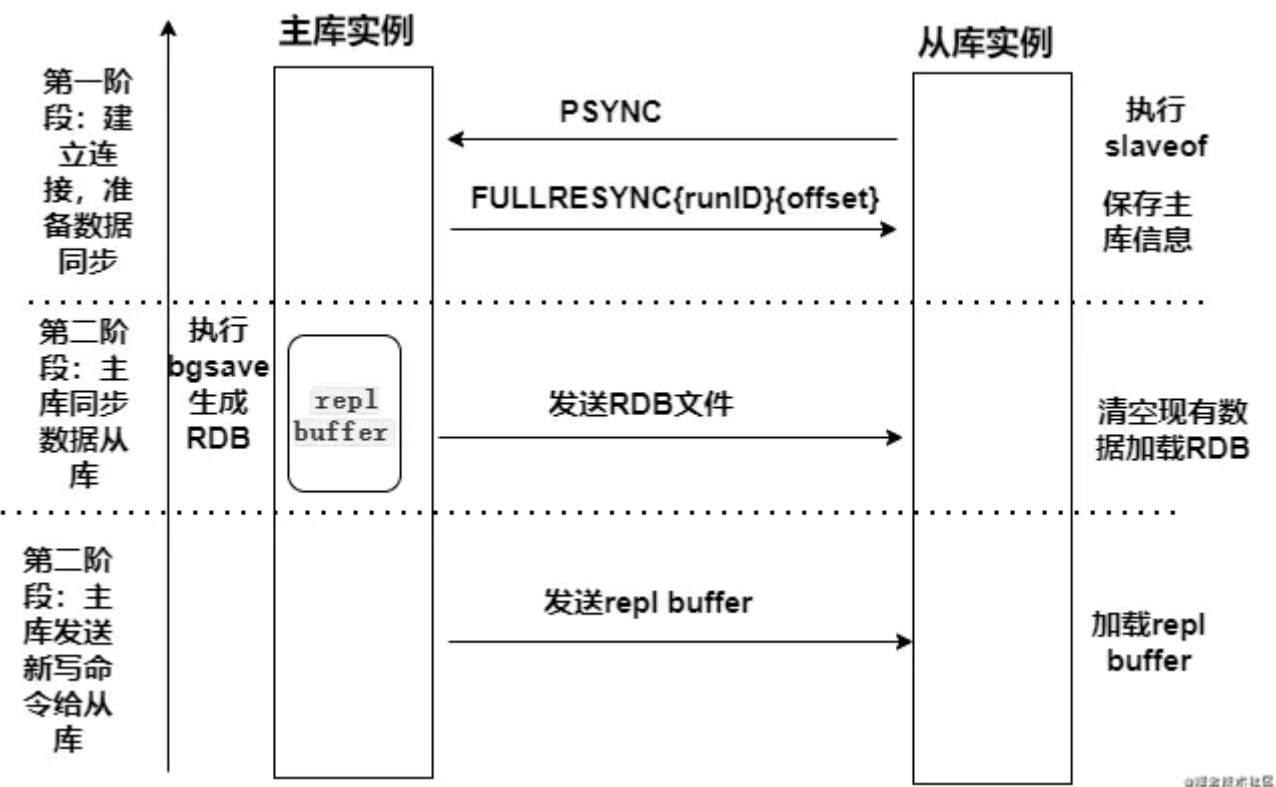 主库实例
从库实例
第一阶
段：建
立连
接，准
备数据
同步
PSYNC
执行
slaveof
FULLRESYNC{runID}{offset}
保存主
库信息
第二阶
段：主
库同步
数据从
库
执行
bgsave
生成
RDB
repl
buffer
发送RDB文件
清空现有数
据加载RDB
第二阶
段：主
库发送
新写命
令给从
库
发送repl buffer
加载repl
buffer